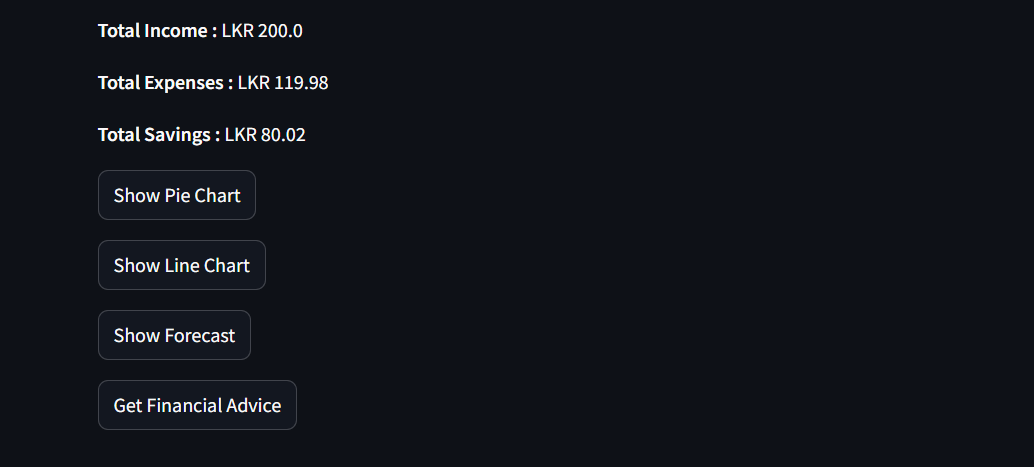 Total Income : LKR 200.0
Total Expenses : LKR 119.98
Total Savings : LKR 80.02
Show Pie Chart
Show Line Chart
Show Forecast
Get Financial Advice